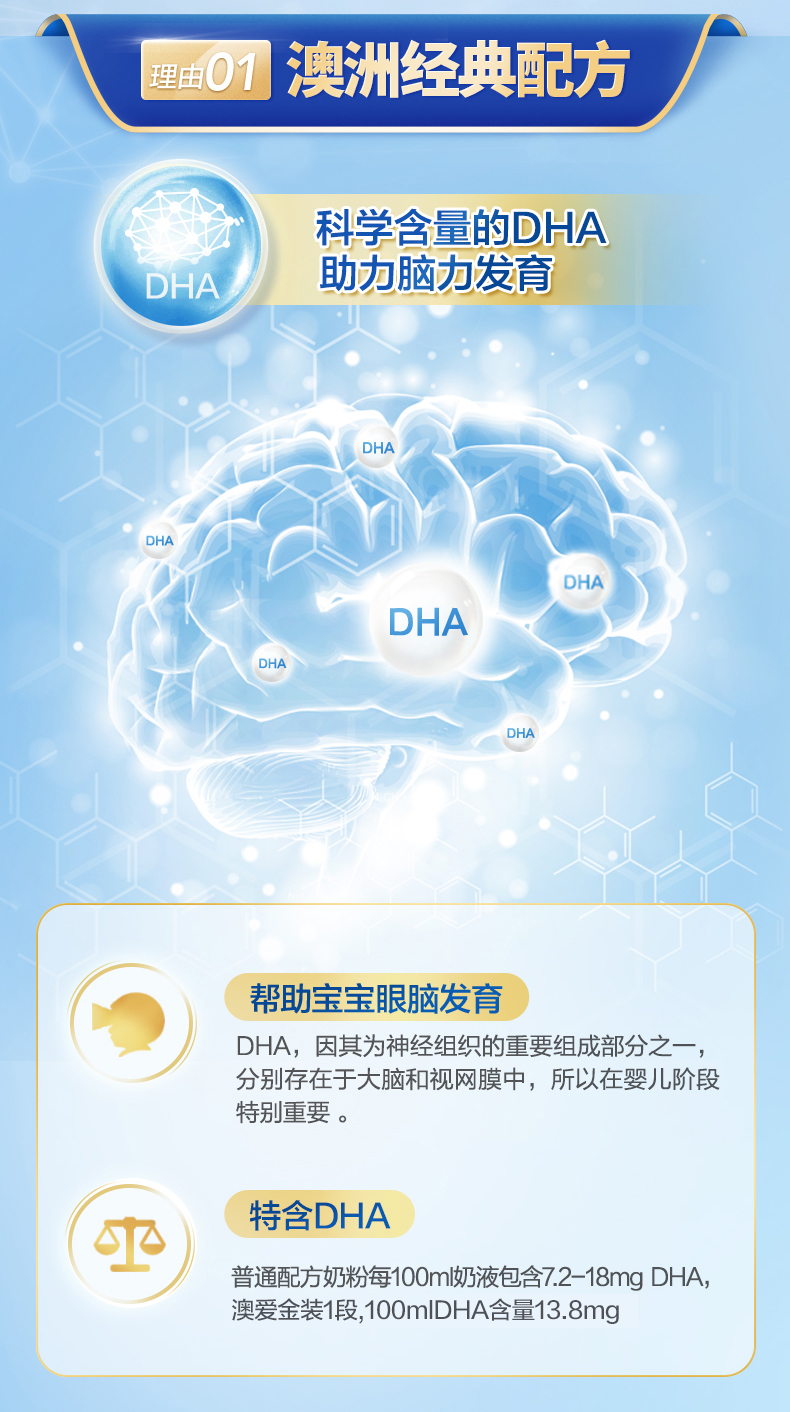 理由01 澳洲经典配方
DHA
科学含量的DHA
助力脑力发育
DHA
DHA
DHA
DHA
DHA
DHA
帮助宝宝眼脑发育
DHA，因其为神经组织的重要组成部分之一，
分别存在于大脑和视网膜中，所以在婴儿阶段
特别重要 。
特含DHA
普通配方奶粉每100ml奶液包含7.2-18mg DHA，
澳爱金装1段,100mlDHA含量13.8mg